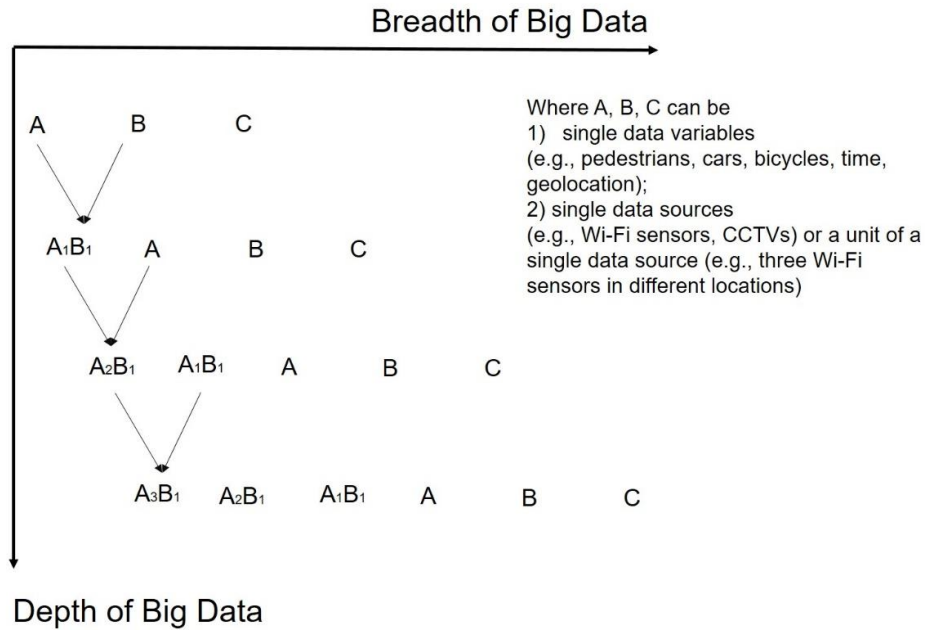 Breadth of Big Data
A B C
Where A, B, C can be
1) single data variables
(e.g., pedestrians, cars, bicycles, time,
geolocation);
2) single data sources
(e.g., Wi-Fi sensors, CCTVs) or a unit of a
single data source (e.g., three Wi-Fi
sensors in different locations)
A₁B₁ A B C
A₂B₁ A₁B₁ A B C
A₃B₁ A₂B₁ A₁B₁ A B C
Depth of Big Data